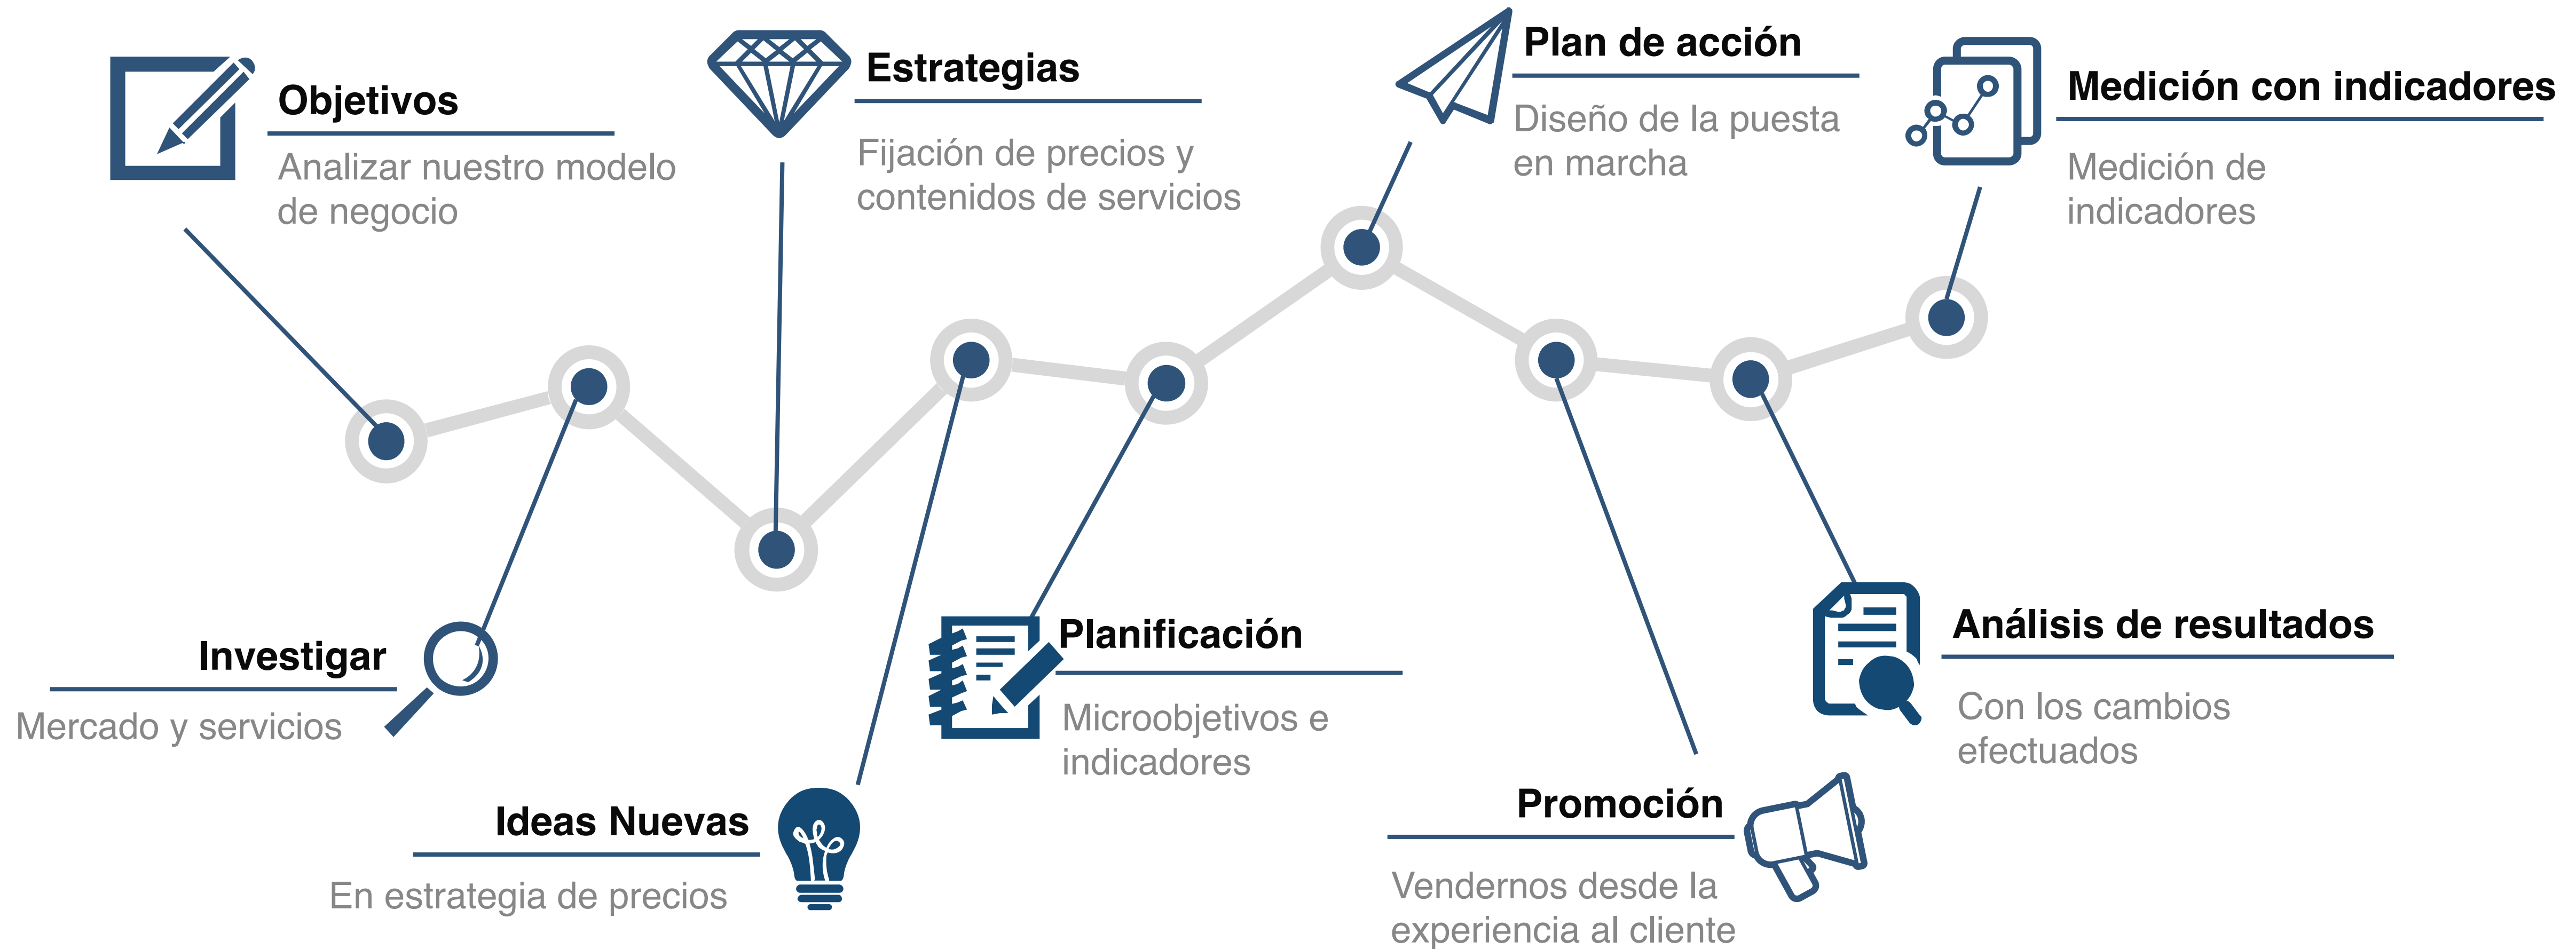 Objetivos
Analizar nuestro modelo
de negocio
Investigar
Mercado y servicios
Estrategias
Fijación de precios y
contenidos de servicios
Ideas Nuevas
En estrategia de precios
Planificación
Microobjetivos e
indicadores
Plan de acción
Diseño de la puesta
en marcha
Promoción
Vendernos desde la
experiencia al cliente
Análisis de resultados
Con los cambios
efectuados
Medición con indicadores
Medición de
indicadores